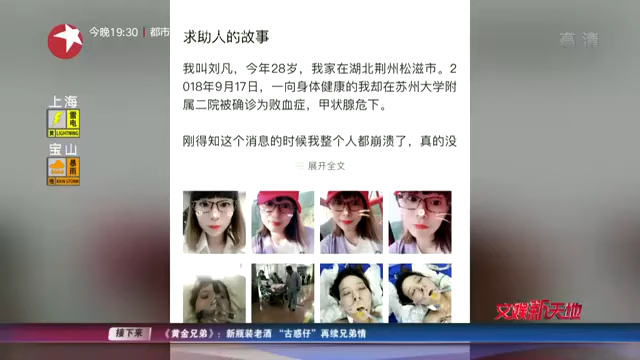 今晚19:30
都市
高清
上海
雷电
黄 LIGHTNING
宝山
暴雨
橙 RAIN STORM
求助人的故事
我叫刘凡，今年28岁，我家在湖北荆州松滋市。2
018年9月17日，一向身体健康的我却在苏州大学附
属二院被确诊为败血症，甲状腺危下。
刚得知这个消息的时候我整个人都崩溃了，真的没
展开全文
文娱新天地
接下来
《黄金兄弟》：新瓶装老酒 “古惑仔”再续兄弟情